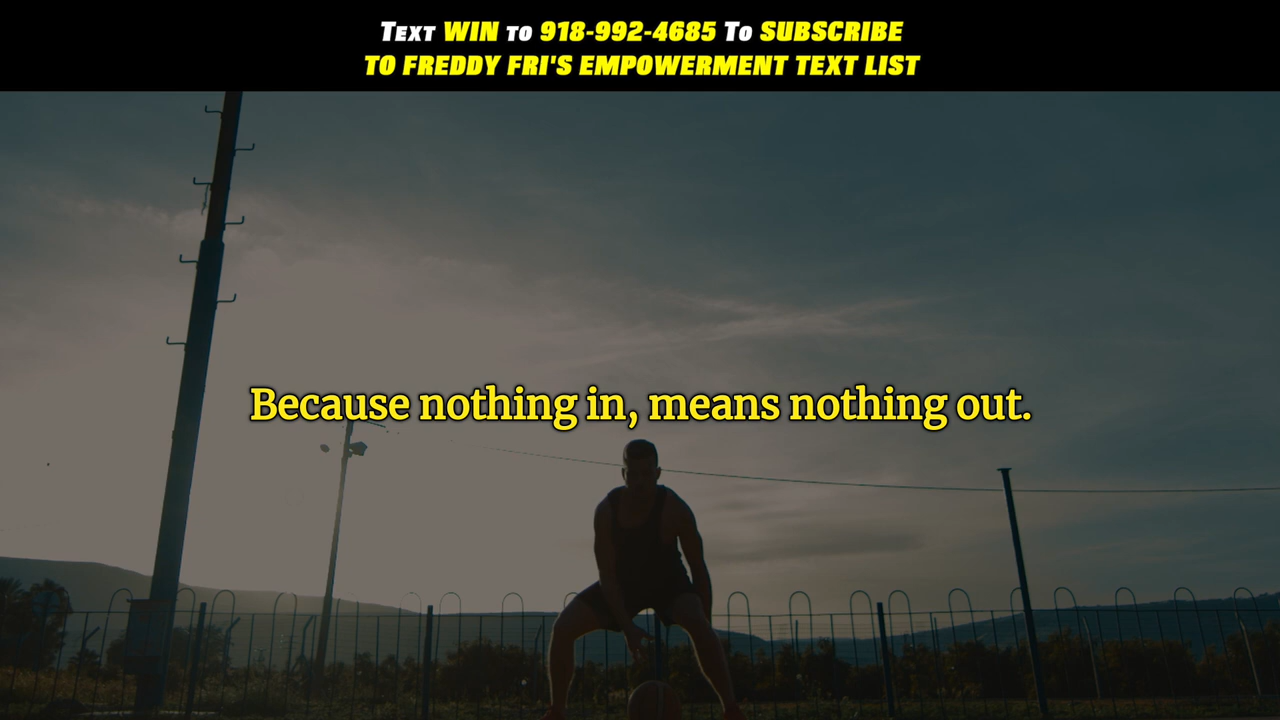 Text WIN to 918-992-4685 To SUBSCRIBE
TO FREDDY FRI'S EMPOWERMENT TEXT LIST
Because nothing in, means nothing out.